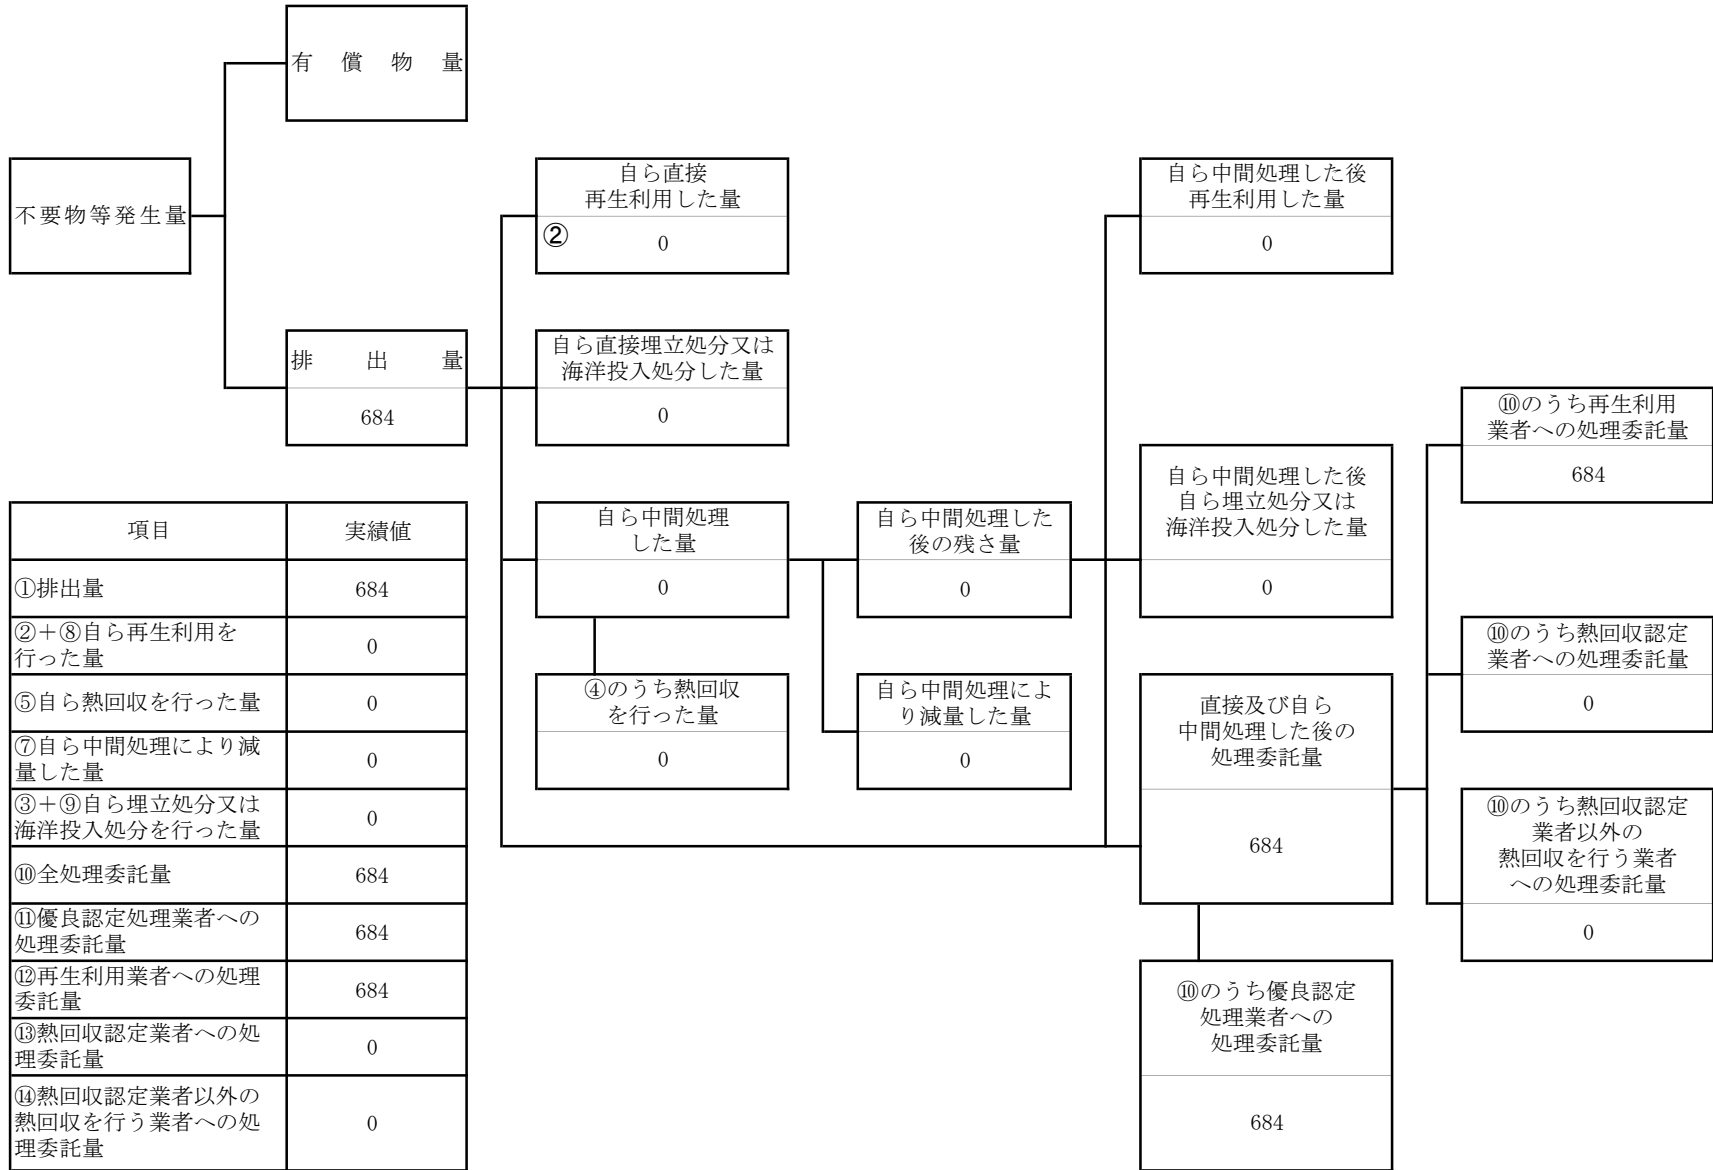 有償物量
不要物等発生量
自ら直接
再生利用した量
②
0
自ら中間処理した後
再生利用した量
0
排出量
684
自ら直接埋立処分又は
海洋投入処分した量
0
⑩のうち再生利用
業者への処理委託量
684
自ら中間処理
した量
0
自ら中間処理した
後の残さ量
0
自ら中間処理した後
自ら埋立処分又は
海洋投入処分した量
0
⑩のうち熱回収認定
業者への処理委託量
0
④のうち熱回収
を行った量
0
自ら中間処理によ
り減量した量
0
直接及び自ら
中間処理した後の
処理委託量
684
⑩のうち熱回収認定
業者以外の
熱回収を行う業者
への処理委託量
0
⑩のうち優良認定
処理業者への
処理委託量
684
項目 実績値
①排出量 684
②+⑧自ら再生利用を
行った量 0
⑤自ら熱回収を行った量 0
⑦自ら中間処理により減
量した量 0
③+⑨自ら埋立処分又は
海洋投入処分を行った量 0
⑩全処理委託量 684
⑪優良認定処理業者への
処理委託量 684
⑫再生利用業者への処理
委託量 684
⑬熱回収認定業者への処
理委託量 0
⑭熱回収認定業者以外の
熱回収を行う業者への処
理委託量 0